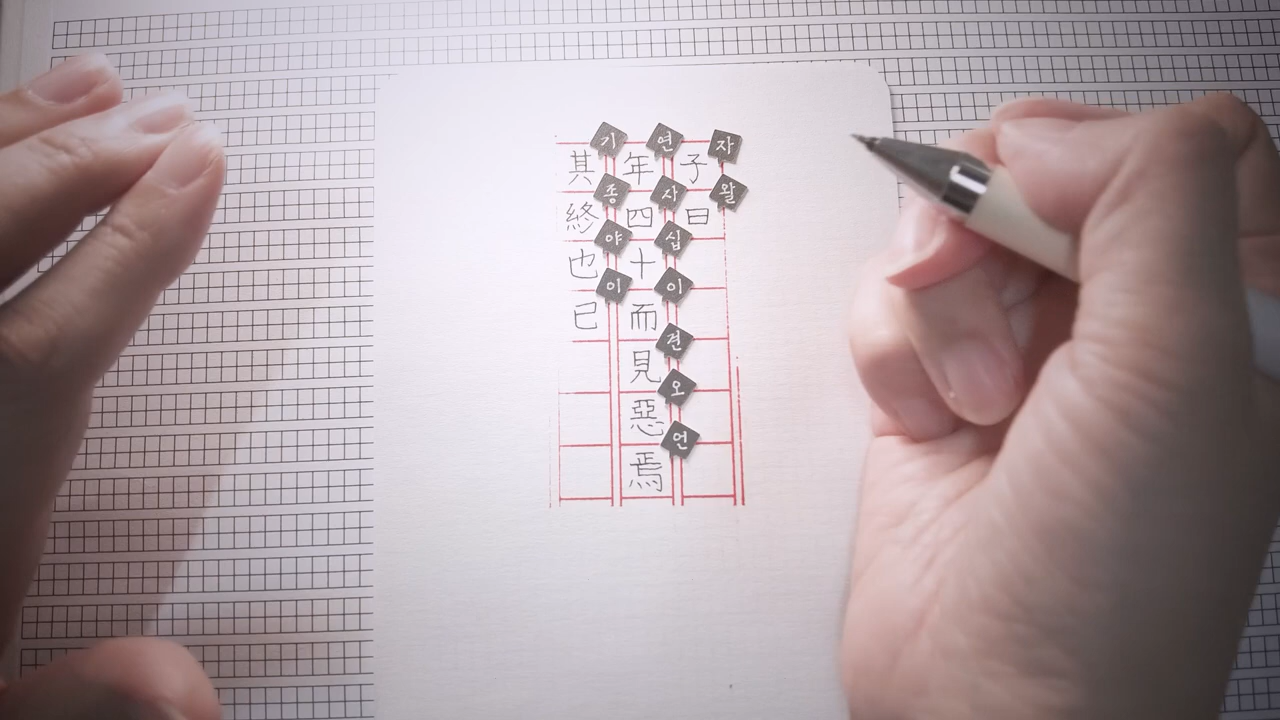 子曰
자왈
年四十而見惡焉
연사십이견오언
其終也已
기종야이